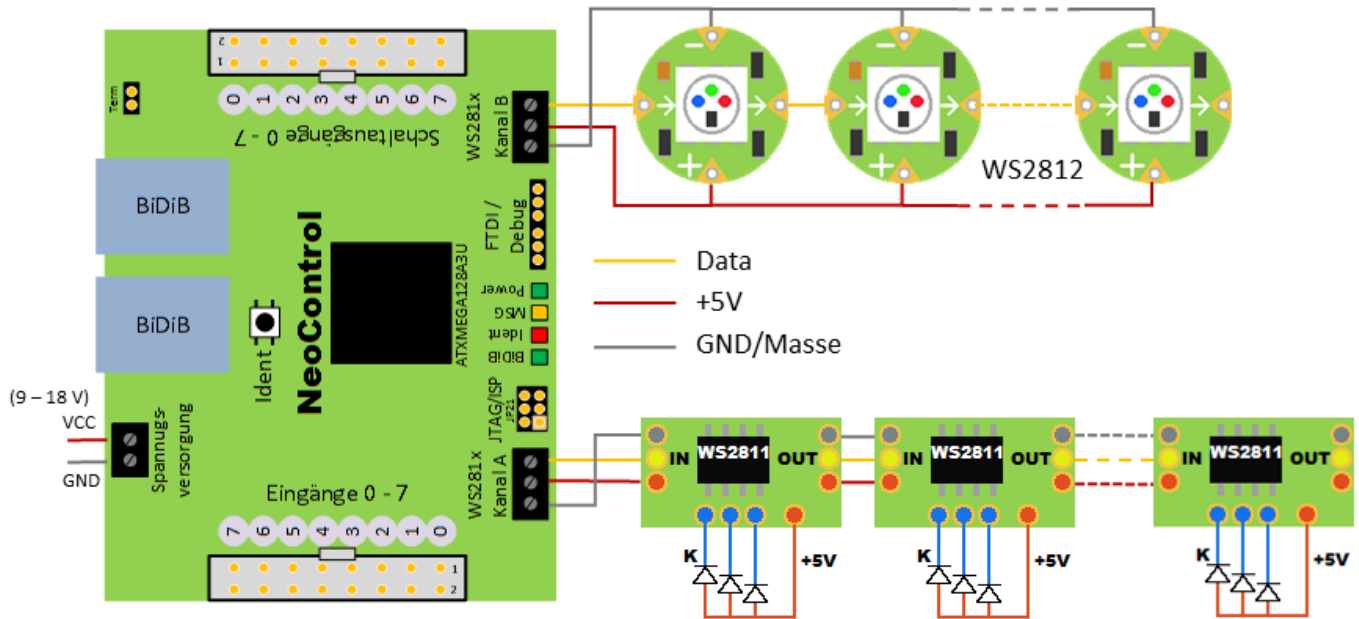 2
1
0 1 2 3 4 5 6 7
Schaltausgänge 0 - 7
Term
WS281x
Kanal B
BiDiB
BiDiB
FTDI /
Debug
NeoControl
ATXMEGA128A3U
Ident
Power
MSG
Ident
BiDiB
(9 – 18 V)
VCC
GND
Spannugs-
versorgung
JTAG/ISP
JP21
WS281x
Kanal A
Eingänge 0 - 7
7 6 5 4 3 2 1 0
1
2
− − −
+ + +
WS2812
Data
+5V
GND/Masse
IN WS2811 OUT
K +5V
IN WS2811 OUT
K +5V
IN WS2811 OUT
K +5V